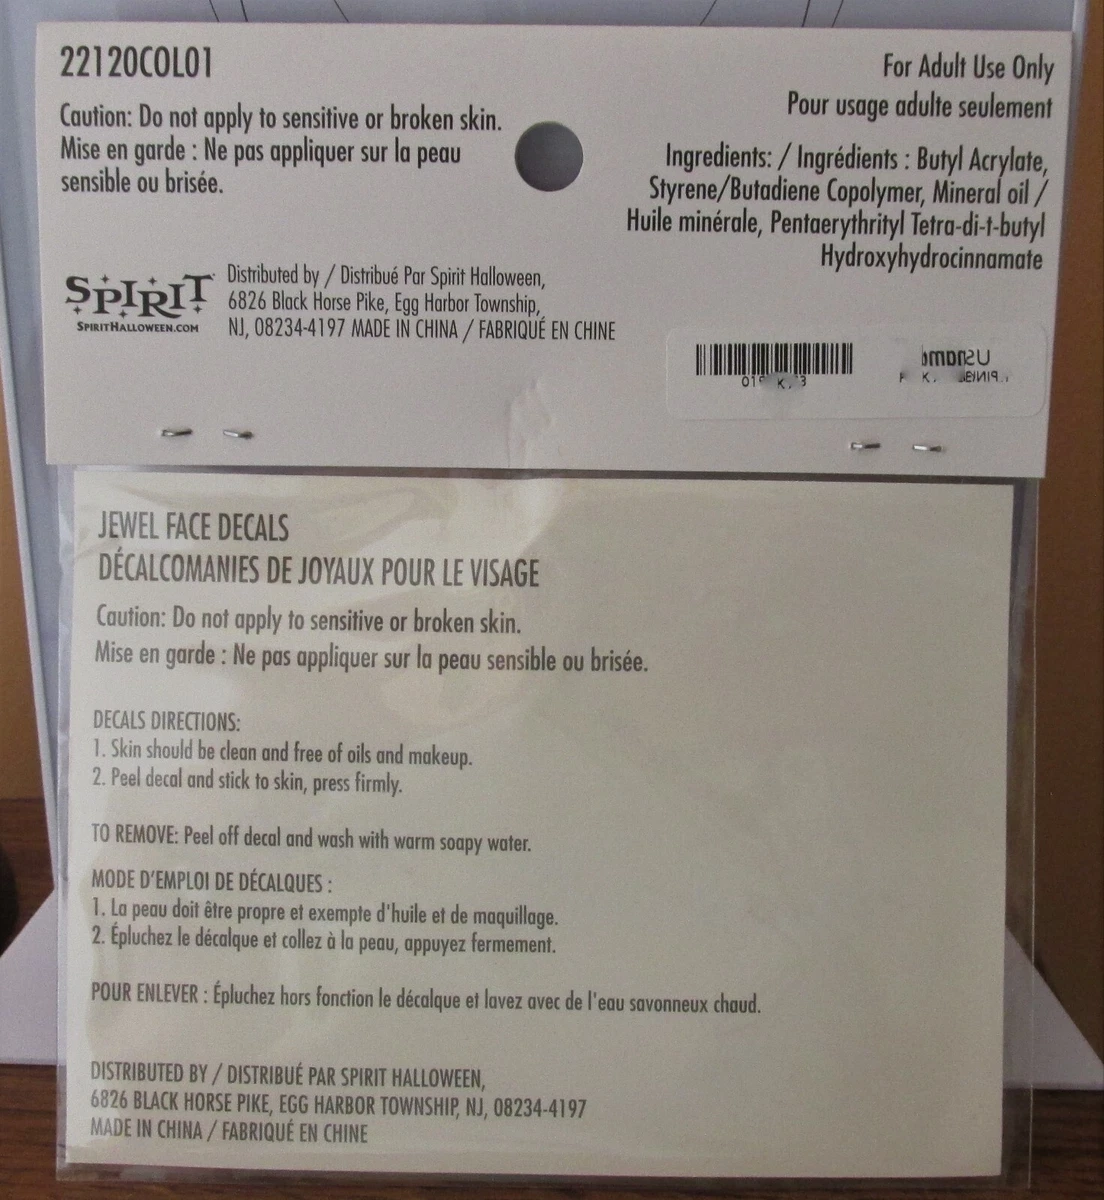 22120COL01
Caution: Do not apply to sensitive or broken skin.
Mise en garde : Ne pas appliquer sur la peau
sensible ou brisée.
For Adult Use Only
Pour usage adulte seulement
Ingredients: / Ingrédients : Butyl Acrylate,
Styrene/Butadiene Copolymer, Mineral oil /
Huile minérale, Pentaerythrityl Tetra-di-t-butyl
Hydroxyhydrocinnamate
SPIRIT
SPIRITHALLOWEEN.COM
Distributed by / Distribué Par Spirit Halloween,
6826 Black Horse Pike, Egg Harbor Township,
NJ, 08234-4197 MADE IN CHINA / FABRIQUÉ EN CHINE
JEWEL FACE DECALS
DÉCALCOMANIES DE JOYAUX POUR LE VISAGE
Caution: Do not apply to sensitive or broken skin.
Mise en garde : Ne pas appliquer sur la peau sensible ou brisée.
DECALS DIRECTIONS:
1. Skin should be clean and free of oils and makeup.
2. Peel decal and stick to skin, press firmly.
TO REMOVE: Peel off decal and wash with warm soapy water.
MODE D'EMPLOI DE DÉCALQUES :
1. La peau doit être propre et exempte d'huile et de maquillage.
2. Épluchez le décalque et collez à la peau, appuyez fermement.
POUR ENLEVER : Épluchez hors fonction le décalque et lavez avec de l'eau savonneux chaud.
DISTRIBUTED BY / DISTRIBUÉ PAR SPIRIT HALLOWEEN,
6826 BLACK HORSE PIKE, EGG HARBOR TOWNSHIP, NJ, 08234-4197
MADE IN CHINA / FABRIQUÉ EN CHINE